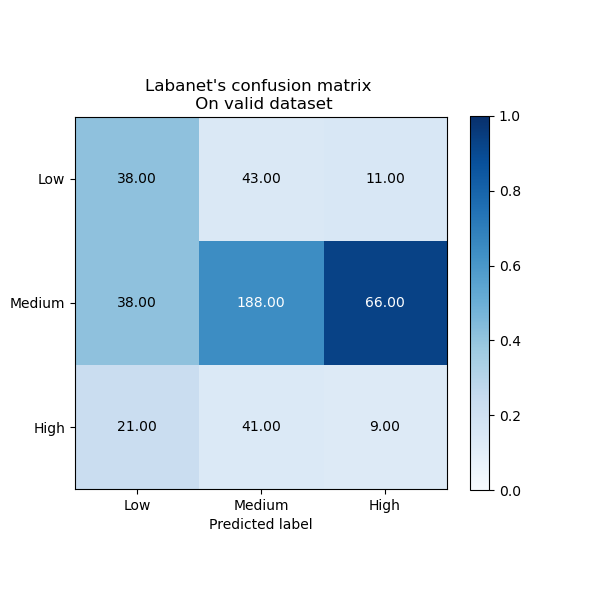 Labanet's confusion matrix
On valid dataset
1.0
Low 38.00 43.00 11.00
0.8
Medium 38.00 188.00 66.00
0.6
0.4
High 21.00 41.00 9.00
0.2
0.0
Low Medium High
Predicted label